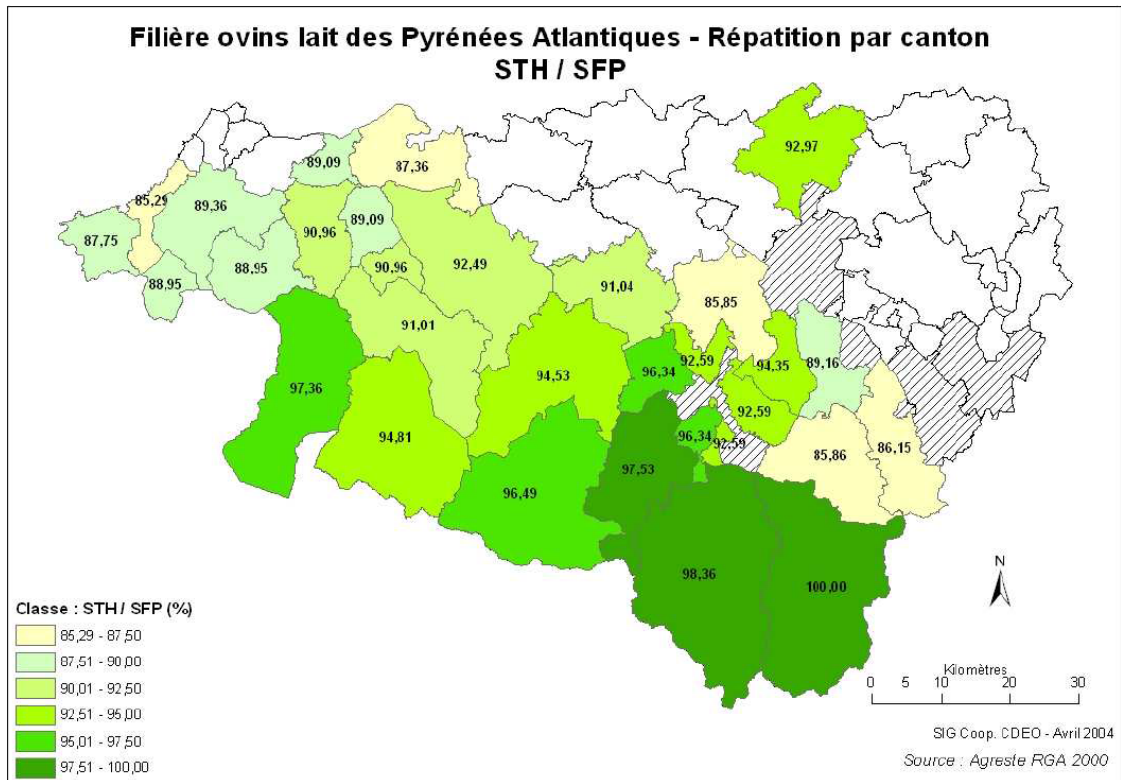 Filière ovins lait des Pyrénées Atlantiques - Répatition par canton
STH / SFP
92,97
89,09
87,36
85,29
89,36
89,09
90,96
87,75
92,49
88,95
90,96
88,95
91,04
85,85
91,01
92,59
94,35
89,16
97,36
94,53
96,34
92,59
94,81
96,34
92,59
86,15
97,53
85,86
96,49
98,36
100,00
N
Classe : STH / SFP (%)
85,29 - 87,50
87,51 - 90,00
90,01 - 92,50
92,51 - 95,00
95,01 - 97,50
97,51 - 100,00
Kilomètres
0 5 10 20 30
SIG Coop. CDEO - Avril 2004
Source : Agreste RGA 2000